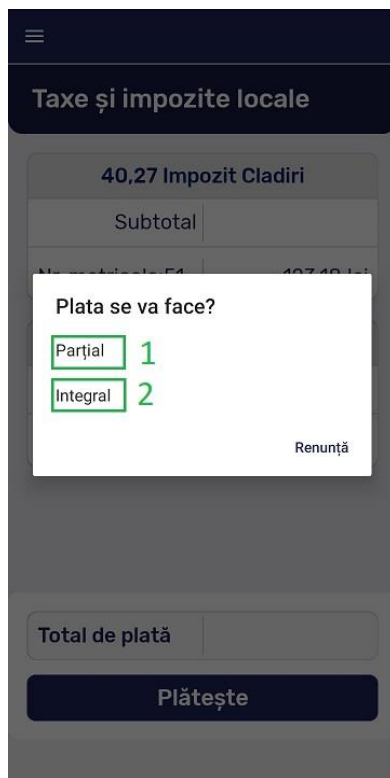 Taxe și impozite locale
40,27 Impozit Cladiri
Subtotal
Plata se va face?
Parțial 1
Integral 2
Renunță
Total de plată
Plătește